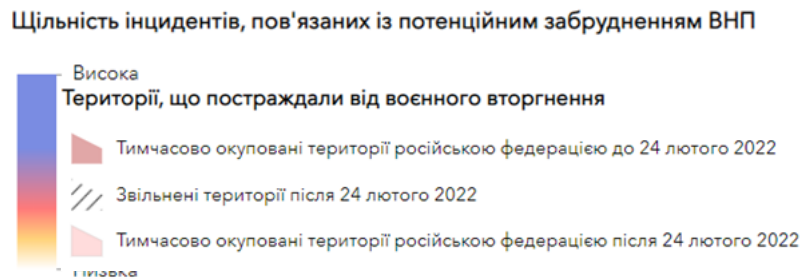 Щільність інцидентів, пов'язаних із потенційним забрудненням ВНП
Висока
Території, що постраждали від воєнного вторгнення
Тимчасово окуповані території російською федерацією до 24 лютого 2022
Звільнені території після 24 лютого 2022
Тимчасово окуповані території російською федерацією після 24 лютого 2022
Низька